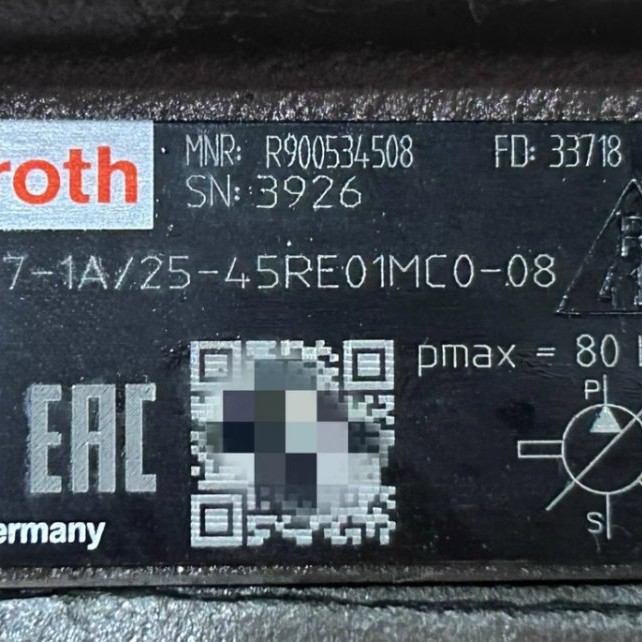 roth
MNR: R900534508 FD: 33718
SN: 3926
7-1A/25-45RE01MC0-08
pmax = 80
P
EAC
S
ermany